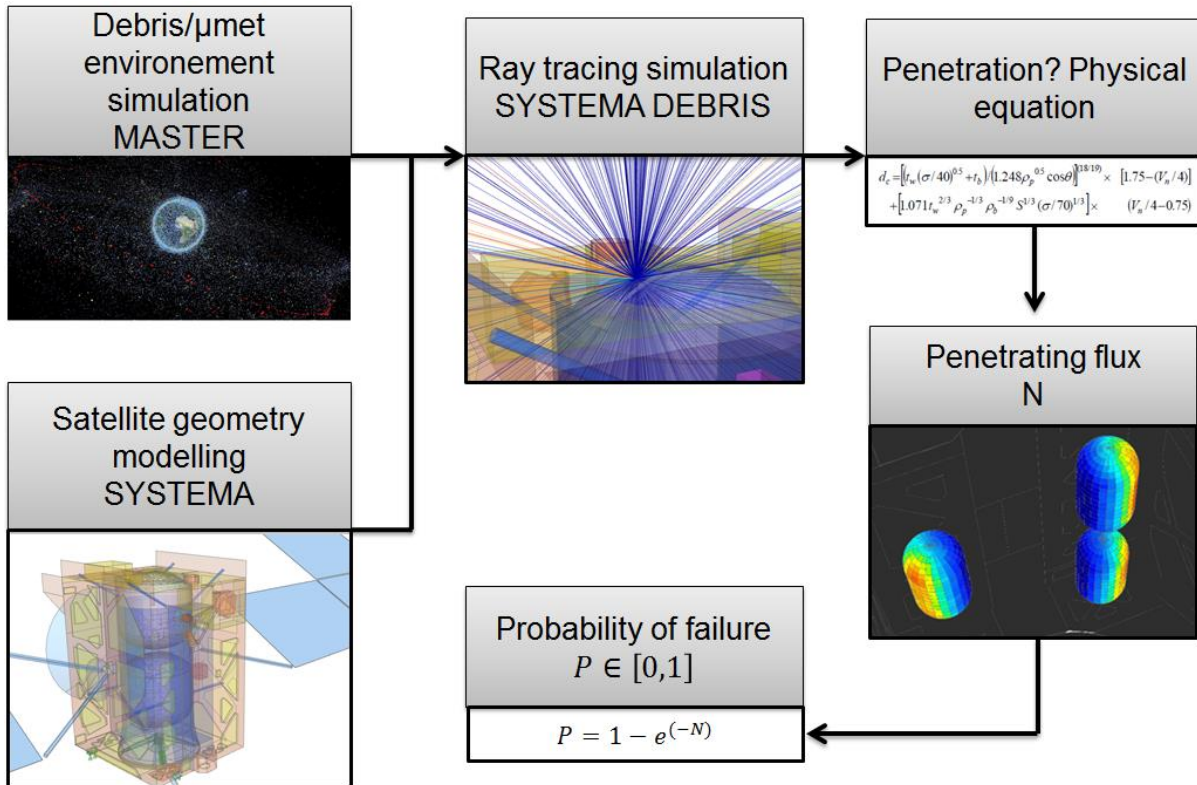 Debris/µmet
environement
simulation
MASTER
Ray tracing simulation
SYSTEMA DEBRIS
Penetration? Physical
equation
d_c = [(t_w(σ/40)^0.5 + t_b)/(1.248ρ_p^0.5 cosθ)]^(18/19) × [1.75−(V_n/4)]
+[1.071t_w^2/3 ρ_p^−1/3 ρ_b^−1/9 S^1/3 (σ/70)^1/3]× (V_n/4−0.75)
Penetrating flux
N
Satellite geometry
modelling
SYSTEMA
Probability of failure
P ∈ [0,1]
P = 1 − e^(−N)